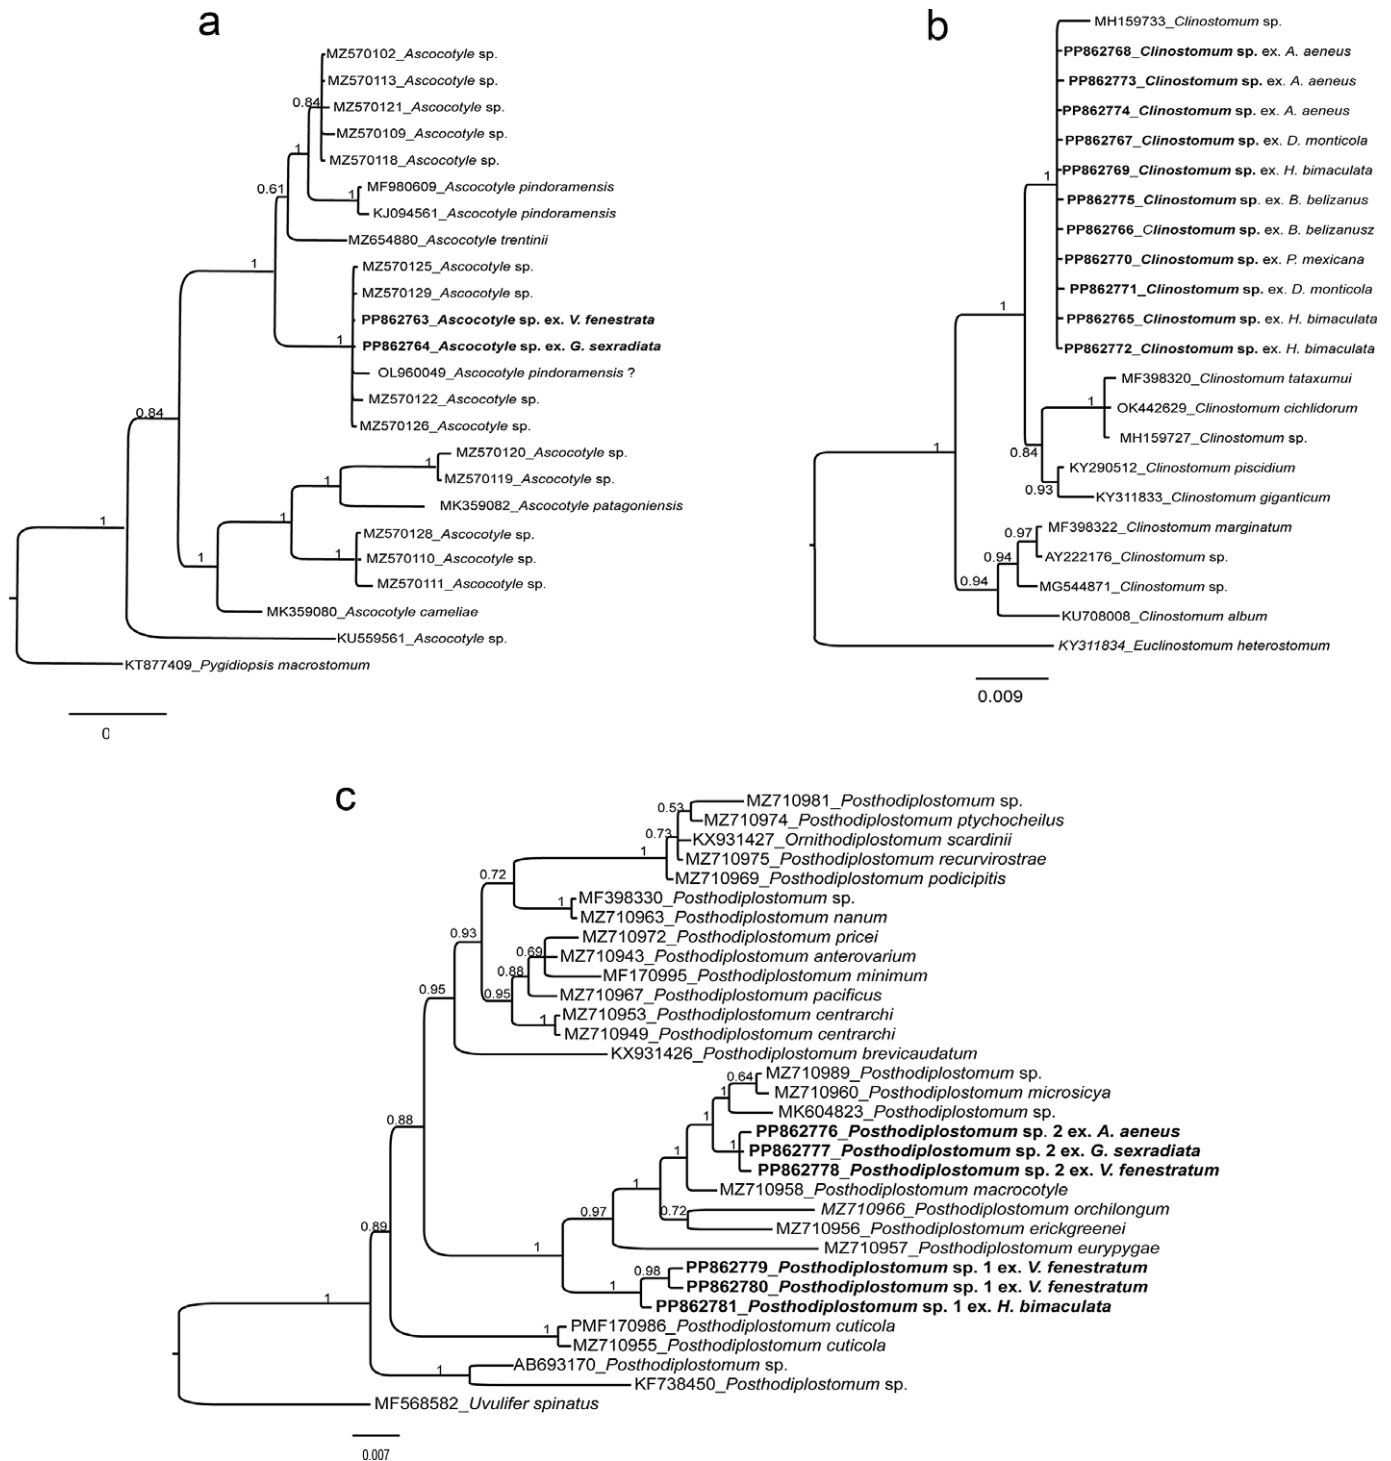 a
MZ570102_Ascocotyle sp.
MZ570113_Ascocotyle sp.
0.84
MZ570121_Ascocotyle sp.
MZ570109_Ascocotyle sp.
1
MZ570118_Ascocotyle sp.
0.61
1
MF980609_Ascocotyle pindoramensis
KJ094561_Ascocotyle pindoramensis
MZ654880_Ascocotyle trentinii
1
MZ570125_Ascocotyle sp.
MZ570129_Ascocotyle sp.
PP862763_Ascocotyle sp. ex. V. fenestrata
1
PP862764_Ascocotyle sp. ex. G. sexradiata
OL960049_Ascocotyle pindoramensis ?
MZ570122_Ascocotyle sp.
0.84
MZ570126_Ascocotyle sp.
MZ570120_Ascocotyle sp.
1
MZ570119_Ascocotyle sp.
1
MK359082_Ascocotyle patagoniensis
1
1
MZ570128_Ascocotyle sp.
1
1
MZ570110_Ascocotyle sp.
MZ570111_Ascocotyle sp.
MK359080_Ascocotyle cameliae
KU559561_Ascocotyle sp.
KT877409_Pygidiopsis macrostomum
0
b
MH159733_Clinostomum sp.
PP862768_Clinostomum sp. ex. A. aeneus
PP862773_Clinostomum sp. ex. A. aeneus
PP862774_Clinostomum sp. ex. A. aeneus
PP862767_Clinostomum sp. ex. D. monticola
1
PP862769_Clinostomum sp. ex. H. bimaculata
PP862775_Clinostomum sp. ex. B. belizanus
PP862766_Clinostomum sp. ex. B. belizanusz
PP862770_Clinostomum sp. ex. P. mexicana
PP862771_Clinostomum sp. ex. D. monticola
1
PP862765_Clinostomum sp. ex. H. bimaculata
PP862772_Clinostomum sp. ex. H. bimaculata
MF398320_Clinostomum tataxumui
1
OK442629_Clinostomum cichlidorum
MH159727_Clinostomum sp.
1
0.84
KY290512_Clinostomum piscidium
0.93
KY311833_Clinostomum giganticum
MF398322_Clinostomum marginatum
0.97
AY222176_Clinostomum sp.
0.94
0.94
MG544871_Clinostomum sp.
KU708008_Clinostomum album
KY311834_Euclinostomum heterostomum
0.009
c
MZ710981_Posthodiplostomum sp.
0.53
MZ710974_Posthodiplostomum ptychocheilus
0.73
KX931427_Ornithodiplostomum scardinii
1
MZ710975_Posthodiplostomum recurvirostrae
0.72
MZ710969_Posthodiplostomum podicipitis
MF398330_Posthodiplostomum sp.
1
MZ710963_Posthodiplostomum nanum
0.93
MZ710972_Posthodiplostomum pricei
0.69
MZ710943_Posthodiplostomum anterovarium
0.88
MF170995_Posthodiplostomum minimum
0.95
0.95
MZ710967_Posthodiplostomum pacificus
MZ710953_Posthodiplostomum centrarchi
1
MZ710949_Posthodiplostomum centrarchi
KX931426_Posthodiplostomum brevicaudatum
0.64
MZ710989_Posthodiplostomum sp.
1
MZ710960_Posthodiplostomum microsicya
1
MK604823_Posthodiplostomum sp.
0.88
PP862776_Posthodiplostomum sp. 2 ex. A. aeneus
1
1
PP862777_Posthodiplostomum sp. 2 ex. G. sexradiata
PP862778_Posthodiplostomum sp. 2 ex. V. fenestratum
1
MZ710958_Posthodiplostomum macrocotyle
0.97
0.72
MZ710966_Posthodiplostomum orchilongum
0.89
MZ710956_Posthodiplostomum erickgreenei
1
MZ710957_Posthodiplostomum eurypygae
0.98
PP862779_Posthodiplostomum sp. 1 ex. V. fenestratum
1
PP862780_Posthodiplostomum sp. 1 ex. V. fenestratum
1
PP862781_Posthodiplostomum sp. 1 ex. H. bimaculata
PMF170986_Posthodiplostomum cuticola
1
MZ710955_Posthodiplostomum cuticola
1
AB693170_Posthodiplostomum sp.
KF738450_Posthodiplostomum sp.
MF568582_Uvulifer spinatus
0.007